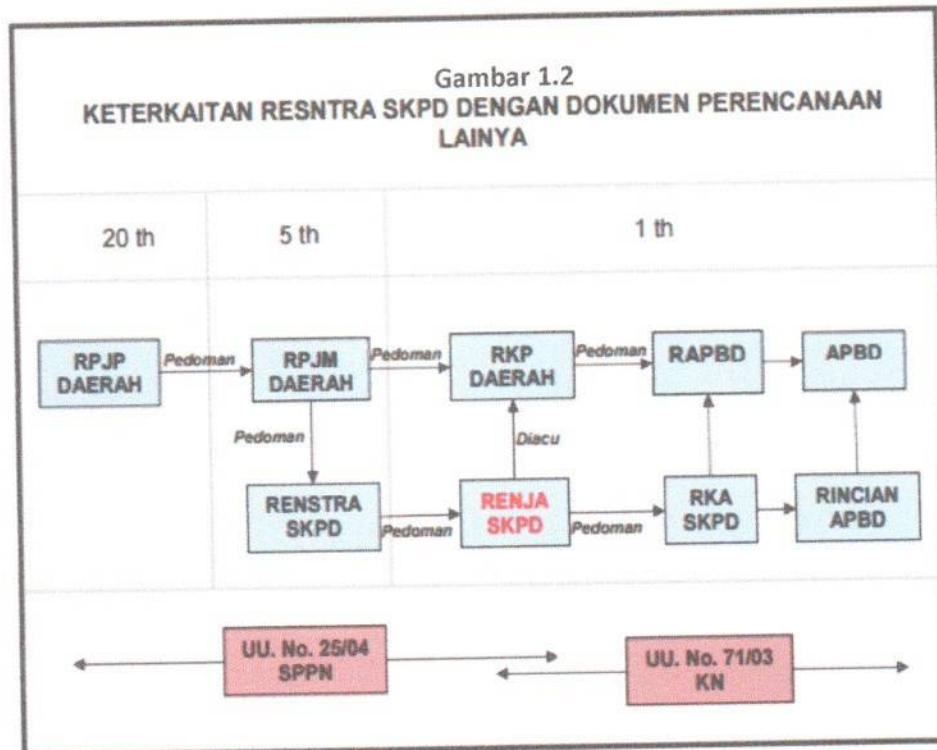 Gambar 1.2
KETERKAITAN RESNTRA SKPD DENGAN DOKUMEN PERENCANAAN
LAINYA
20 th
5 th
1 th
RPJP
DAERAH
Pedoman
RPJM
DAERAH
Pedoman
RKP
DAERAH
Pedoman
RAPBD
APBD
Pedoman
Diacu
RENSTRA
SKPD
Pedoman
RENJA
SKPD
Pedoman
RKA
SKPD
RINCIAN
APBD
UU. No. 25/04
SPPN
UU. No. 71/03
KN